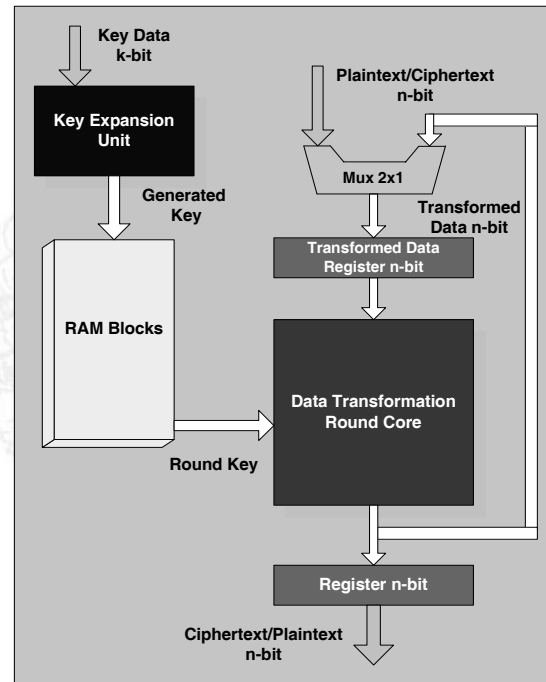 Key Data
k-bit
Key Expansion
Unit
Generated
Key
RAM Blocks
Round Key
Plaintext/Ciphertext
n-bit
Mux 2x1
Transformed
Data n-bit
Transformed Data
Register n-bit
Data Transformation
Round Core
Register n-bit
Ciphertext/Plaintext
n-bit